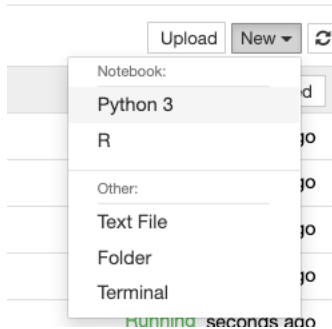 Upload New
Notebook:
Python 3
R
Other:
Text File
Folder
Terminal
Running seconds ago